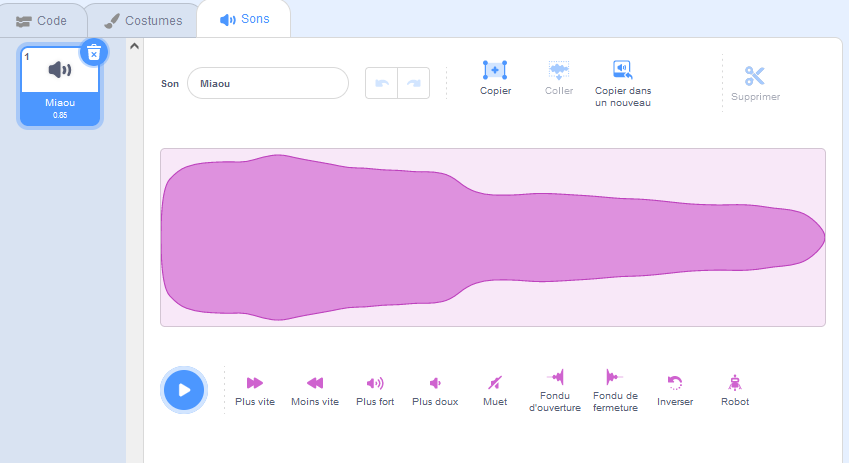 Code
Costumes
Sons
1
Miaou
0.85
Son
Miaou
Copier
Coller
Copier dans
un nouveau
Supprimer
Plus vite
Moins vite
Plus fort
Plus doux
Muet
Fondu
d'ouverture
Fondu de
fermeture
Inverser
Robot